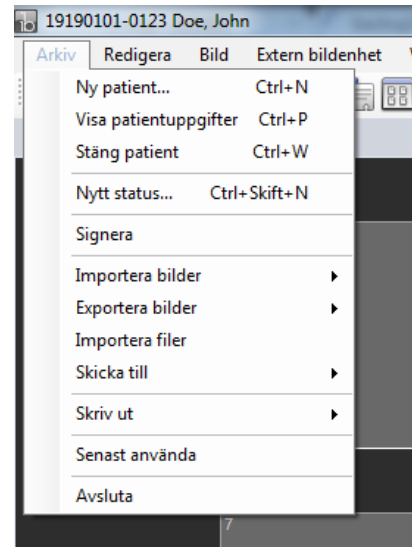 19190101-0123 Doe, John
Arkiv Redigera Bild Extern bildenhet
Ny patient... Ctrl+N
Visa patientuppgifter Ctrl+P
Stäng patient Ctrl+W
Nytt status... Ctrl+Skift+N
Signera
Importera bilder
Exportera bilder
Importera filer
Skicka till
Skriv ut
Senast använda
Avsluta
7